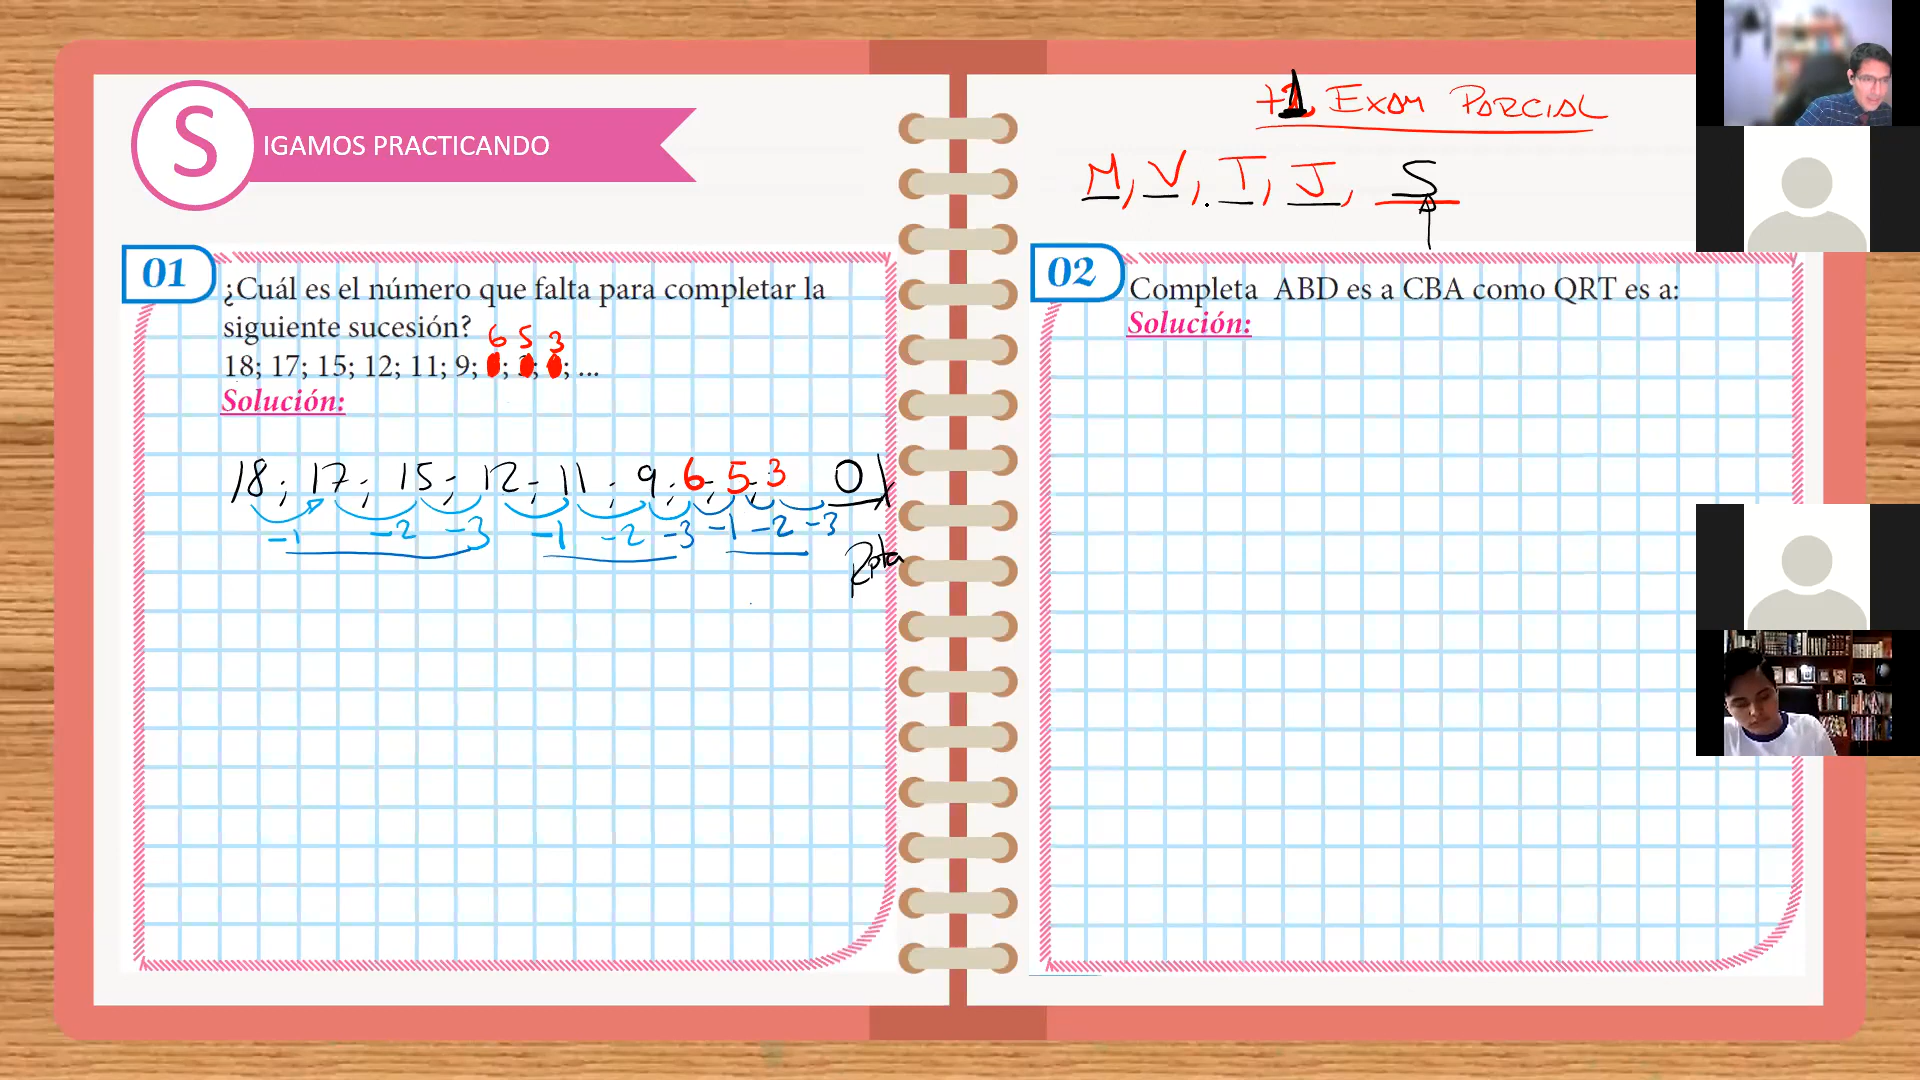 SIGAMOS PRACTICANDO
01
¿Cuál es el número que falta para completar la
siguiente sucesión?
6 5 3
18; 17; 15; 12; 11; 9; ; ; ; ...
Solución:
18 ; 17 ; 15 ; 12 ; 11 ; 9 ; 6 ; 5 ; 3 0
-1 -2 -3 -1 -2 -3 -1 -2 -3
Rpta
+1 EXAM PARCIAL
M, V, T, J, S
02
Completa ABD es a CBA como QRT es a:
Solución: